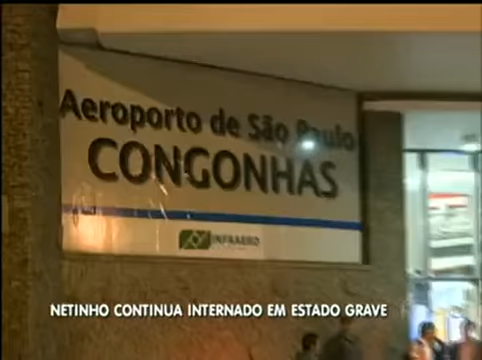 Aeroporto de São Paulo
CONGONHAS
INFRAERO
NETINHO CONTINUA INTERNADO EM ESTADO GRAVE